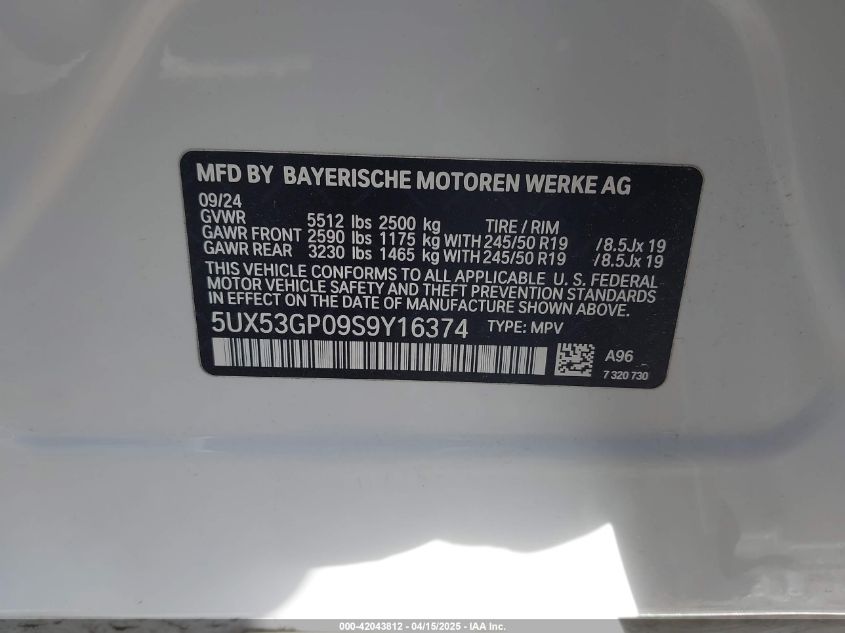 MFD BY BAYERISCHE MOTOREN WERKE AG
09/24
GVWR 5512 lbs 2500 kg TIRE / RIM
GAWR FRONT 2590 lbs 1175 kg WITH 245/50 R19 /8.5Jx 19
GAWR REAR 3230 lbs 1465 kg WITH 245/50 R19 /8.5Jx 19
THIS VEHICLE CONFORMS TO ALL APPLICABLE U. S. FEDERAL
MOTOR VEHICLE SAFETY AND THEFT PREVENTION STANDARDS
IN EFFECT ON THE DATE OF MANUFACTURE SHOWN ABOVE.
5UX53GP09S9Y16374 TYPE: MPV
A96
7 320 730
000-42043812 - 04/15/2025 - IAA Inc.